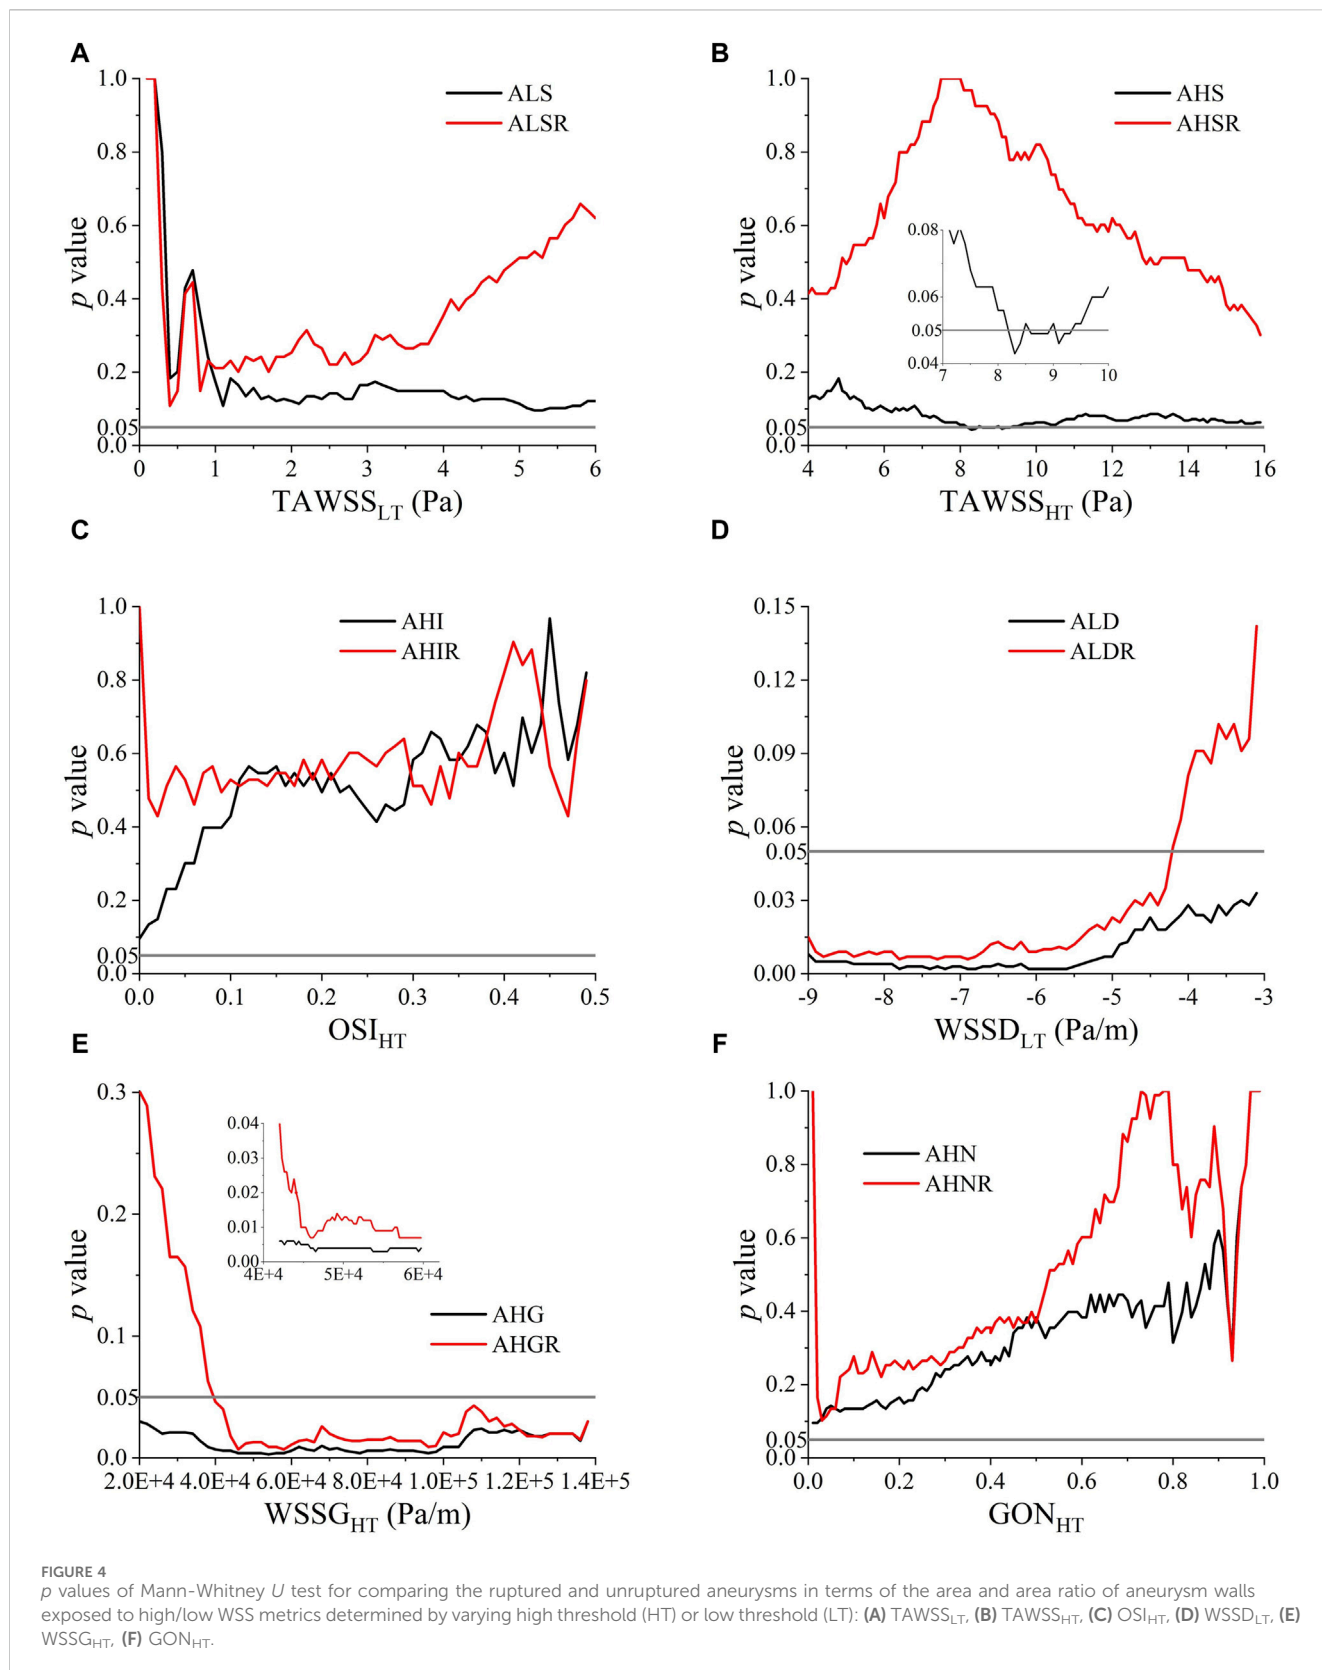 A
1.0
0.8
0.6
0.4
0.2
0.05
0.0
p value
ALS
ALSR
0 1 2 3 4 5 6
TAWSSLT (Pa)
B
1.0
0.8
0.6
0.4
0.2
0.05
0.0
p value
AHS
AHSR
0.08
0.06
0.05
0.04
7 8 9 10
4 6 8 10 12 14 16
TAWSSHT (Pa)
C
1.0
0.8
0.6
0.4
0.2
0.05
0.0
p value
AHI
AHIR
0.0 0.1 0.2 0.3 0.4 0.5
OSIHT
D
0.15
0.12
0.09
0.06
0.05
0.03
0.00
p value
ALD
ALDR
-9 -8 -7 -6 -5 -4 -3
WSSDLT (Pa/m)
E
0.3
0.2
0.1
0.05
0.0
p value
0.04
0.03
0.02
0.01
0.00
4E+4 5E+4 6E+4
AHG
AHGR
2.0E+4 4.0E+4 6.0E+4 8.0E+4 1.0E+5 1.2E+5 1.4E+5
WSSGHT (Pa/m)
F
1.0
0.8
0.6
0.4
0.2
0.05
0.0
p value
AHN
AHNR
0.0 0.2 0.4 0.6 0.8 1.0
GONHT
FIGURE 4
p values of Mann-Whitney U test for comparing the ruptured and unruptured aneurysms in terms of the area and area ratio of aneurysm walls
exposed to high/low WSS metrics determined by varying high threshold (HT) or low threshold (LT): (A) TAWSSLT, (B) TAWSSHT, (C) OSIHT, (D) WSSDLT, (E)
WSSGHT, (F) GONHT.